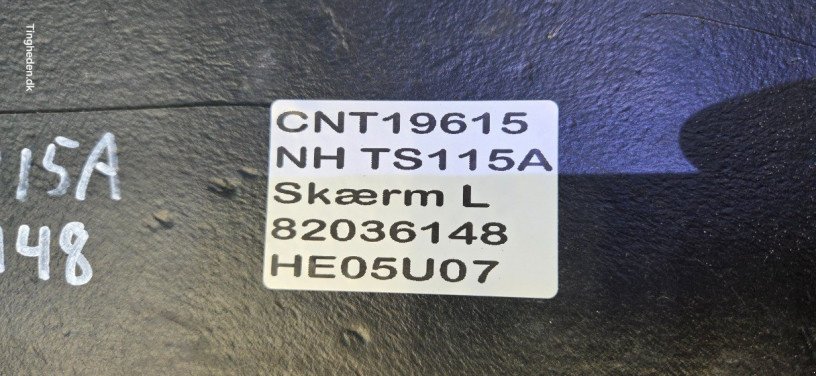 Tingheden.dk
CNT19615
NH TS115A
Skærm L
82036148
HE05U07
15A
148